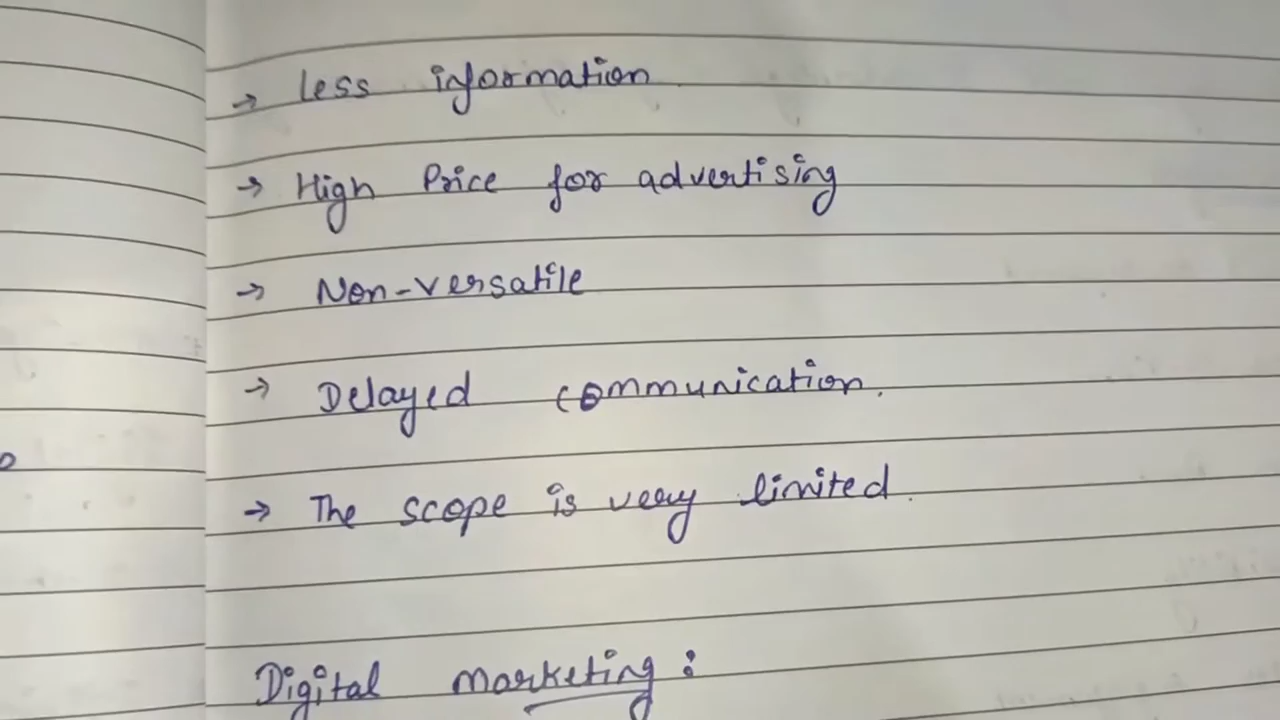 → Less information
→ High Price for advertising
→ Non-versatile
→ Delayed communication.
→ The scope is very limited.
Digital marketing: